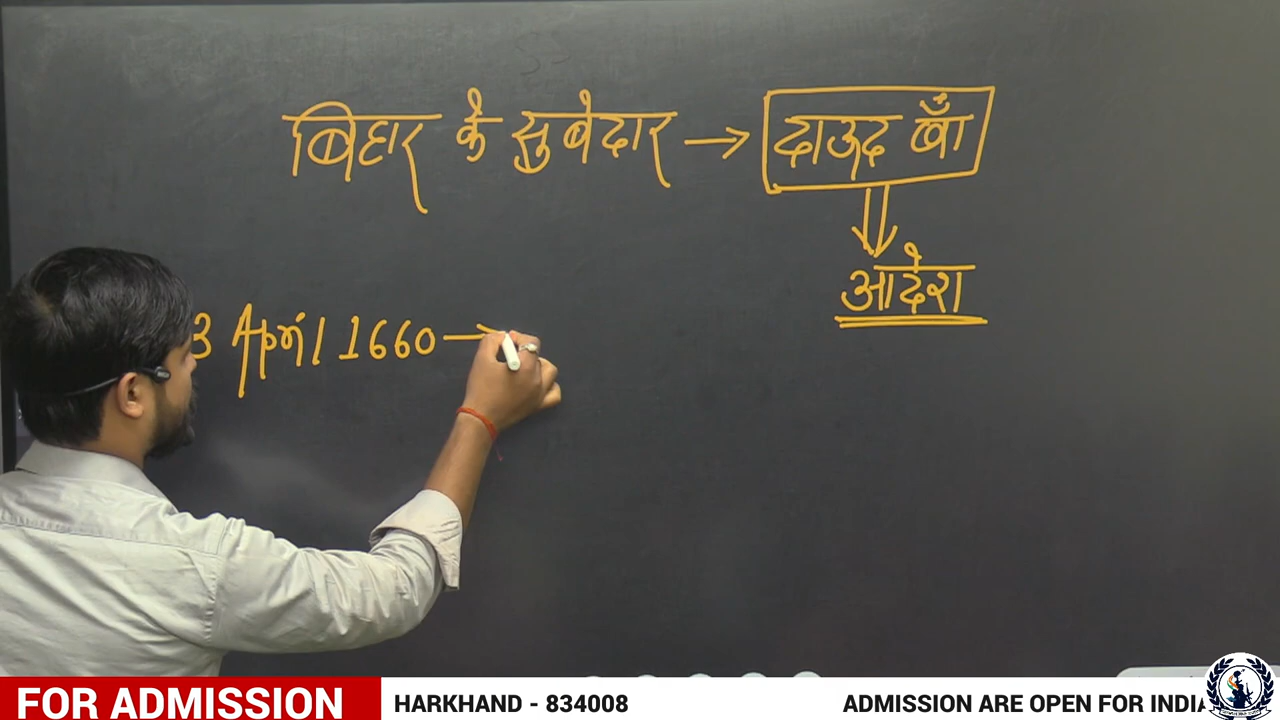 बिहार के सुबेदार → दाऊद खाँ
आदेश
3 April 1660 →
FOR ADMISSION
HARKHAND - 834008
ADMISSION ARE OPEN FOR INDIA